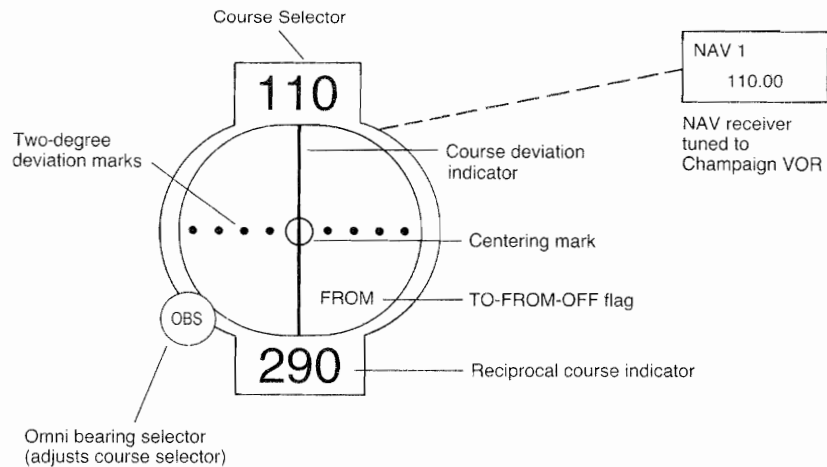 Course Selector
110
NAV 1
110.00
NAV receiver
tuned to
Champaign VOR
Two-degree
deviation marks
Course deviation
indicator
Centering mark
FROM
TO-FROM-OFF flag
OBS
290
Reciprocal course indicator
Omni bearing selector
(adjusts course selector)